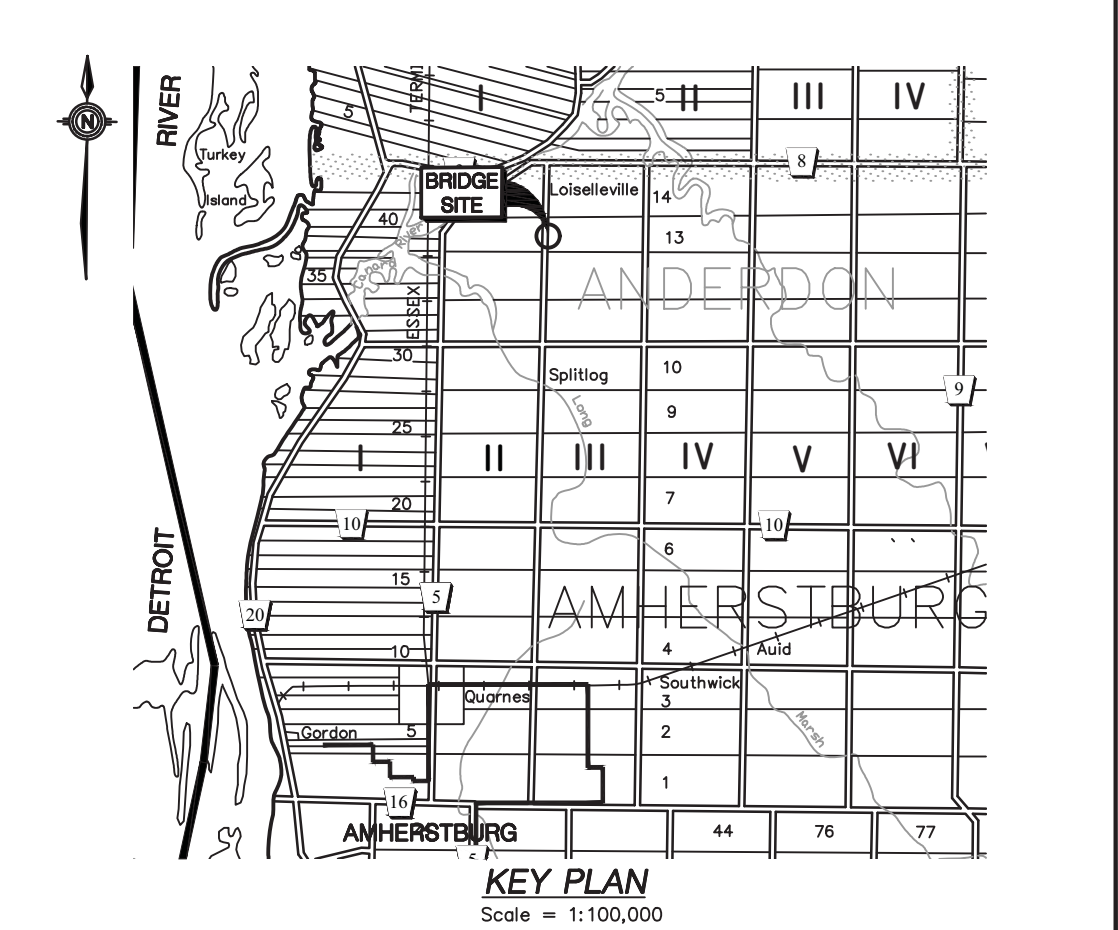 N
RIVER
I
5
II
III
IV
8
Turkey
Island
BRIDGE
SITE
Loiselleville
14
40
River
Canard
13
35
ANDERDON
ESSEX
30
Splitlog
10
9
9
Long
25
I
II
III
IV
V
VI
20
7
10
10
6
DETROIT
15
5
20
AMHERSTBURG
10
4
Auld
Southwick
3
Quarnes
Gordon
5
2
Marsh
1
16
AMHERSTBURG
44
76
77
5
KEY PLAN
Scale = 1:100,000